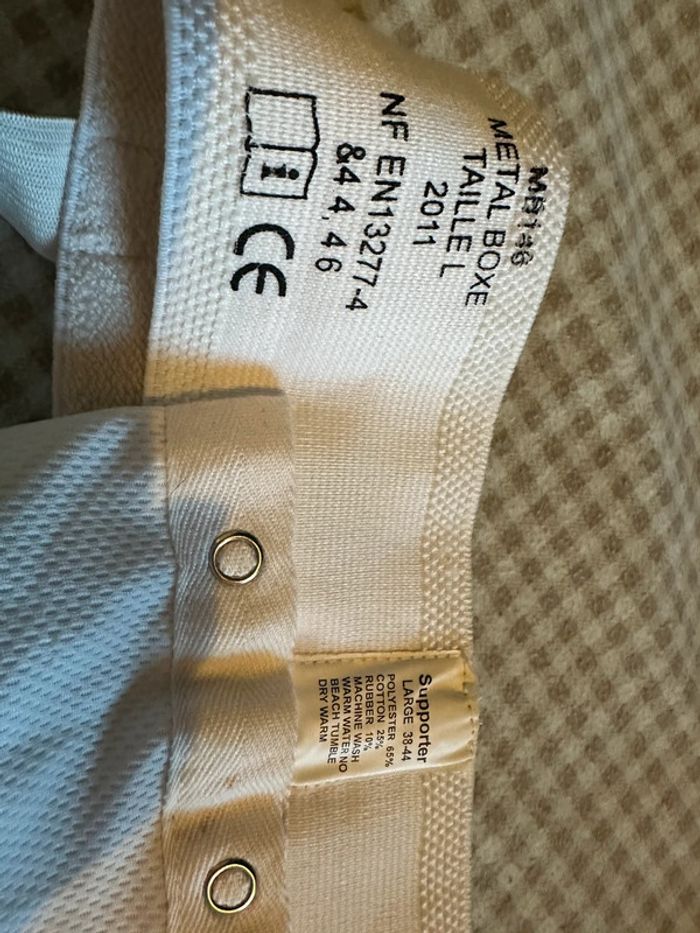 METAL BOXE
TAILLE L
2011
NF EN13277-4
&4.4, 4 6
CE
Supporter
LARGE 38-44
POLYESTER 65%
COTTON 25%
RUBBER 10%
MACHINE WASH
WARM WATER NO
BEACH TUMBLE
DRY WARM